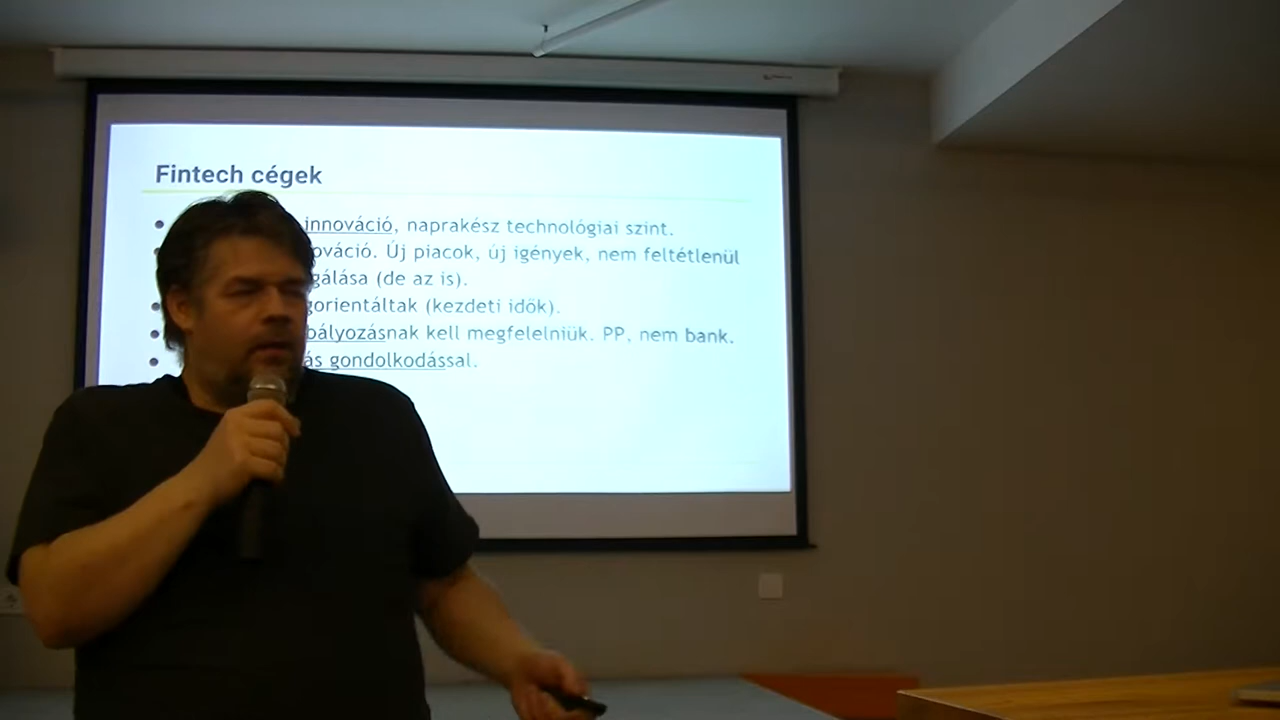 Fintech cégek
innováció, naprakész technológiai szint.
ováció. Új piacok, új igények, nem feltétlenül
gálása (de az is).
gorientáltak (kezdeti idők).
bályozásnak kell megfelelniük. PP, nem bank.
ás gondolkodással.